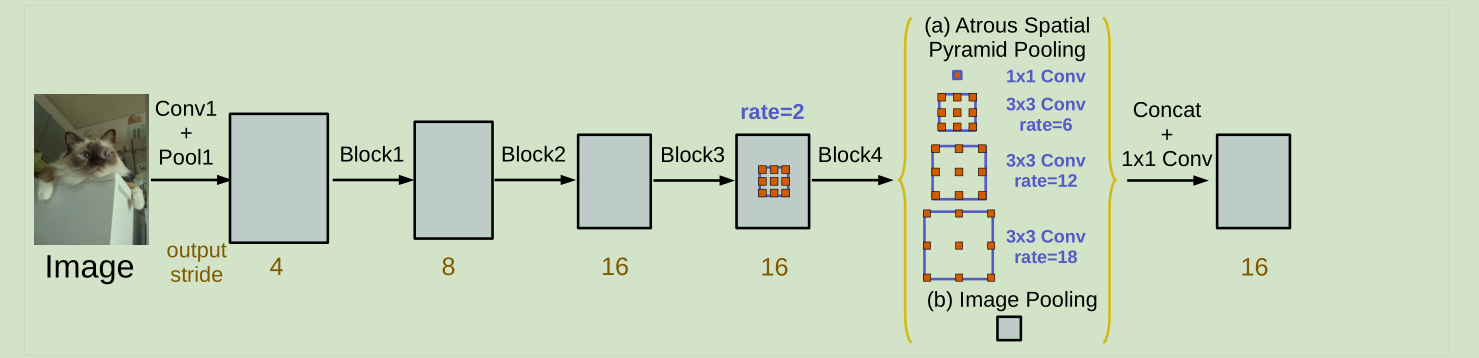 Image
Conv1
+
Pool1
output
stride
4
Block1
8
Block2
16
Block3
rate=2
16
Block4
(a) Atrous Spatial
Pyramid Pooling
1x1 Conv
3x3 Conv
rate=6
3x3 Conv
rate=12
3x3 Conv
rate=18
(b) Image Pooling
Concat
+
1x1 Conv
16